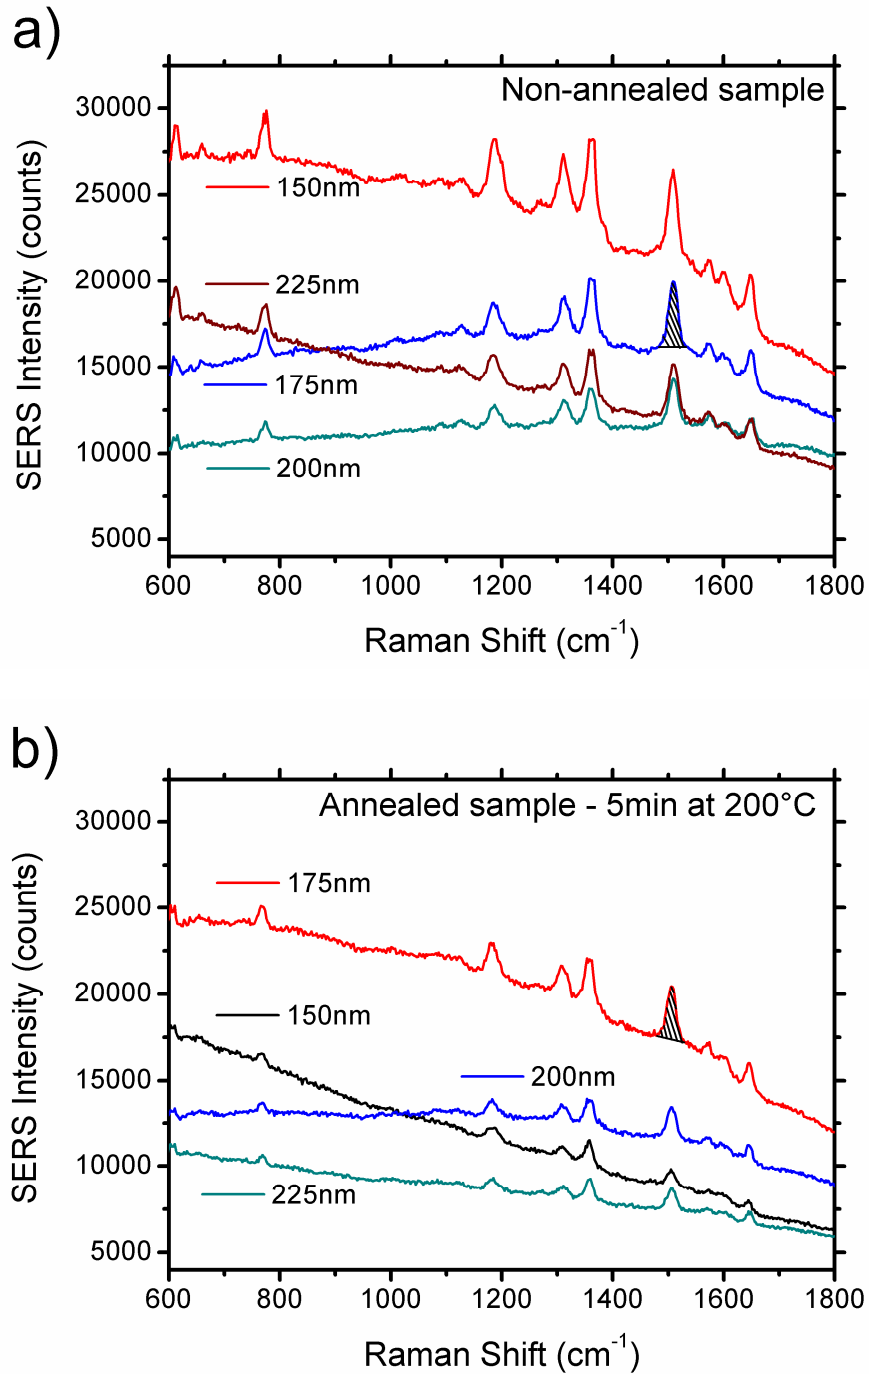 a)
Non-annealed sample
30000
25000
20000
15000
10000
5000
SERS Intensity (counts)
150nm
225nm
175nm
200nm
600 800 1000 1200 1400 1600 1800
Raman Shift (cm⁻¹)
b)
Annealed sample - 5min at 200°C
30000
25000
20000
15000
10000
5000
SERS Intensity (counts)
175nm
150nm
200nm
225nm
600 800 1000 1200 1400 1600 1800
Raman Shift (cm⁻¹)